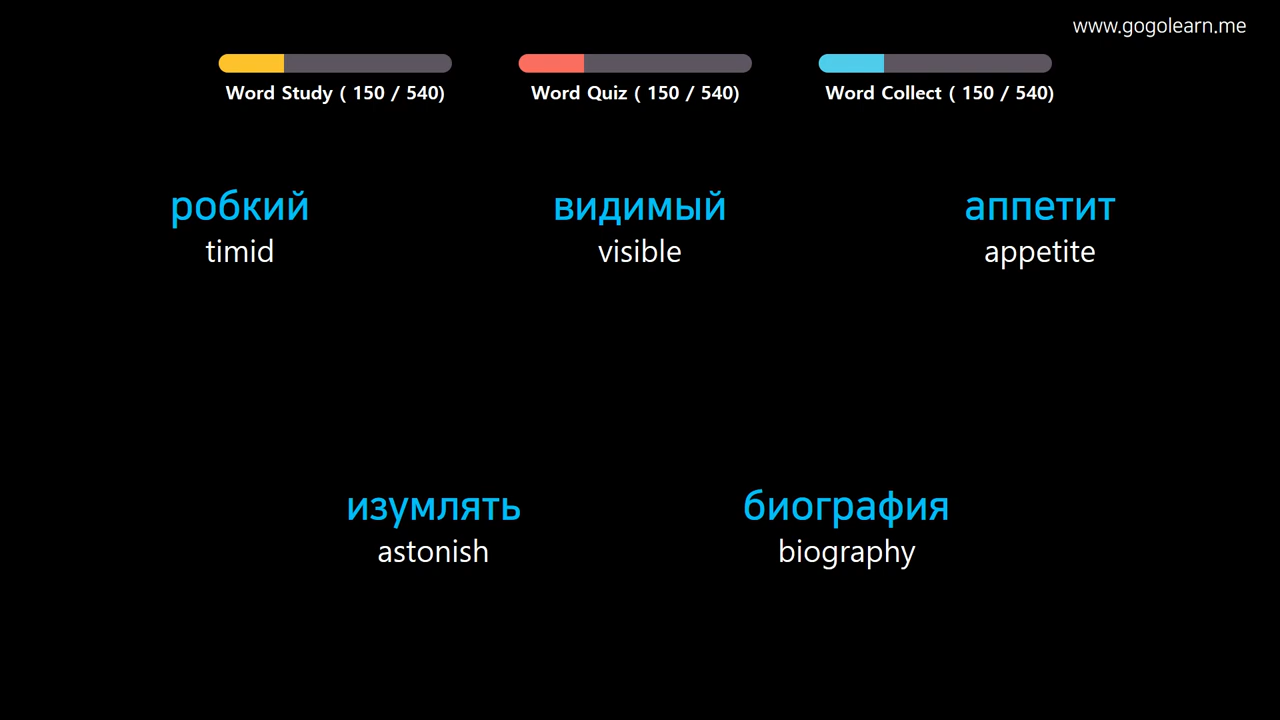 www.gogolearn.me
Word Study ( 150 / 540)
Word Quiz ( 150 / 540)
Word Collect ( 150 / 540)
робкий
timid
видимый
visible
аппетит
appetite
изумлять
astonish
биография
biography